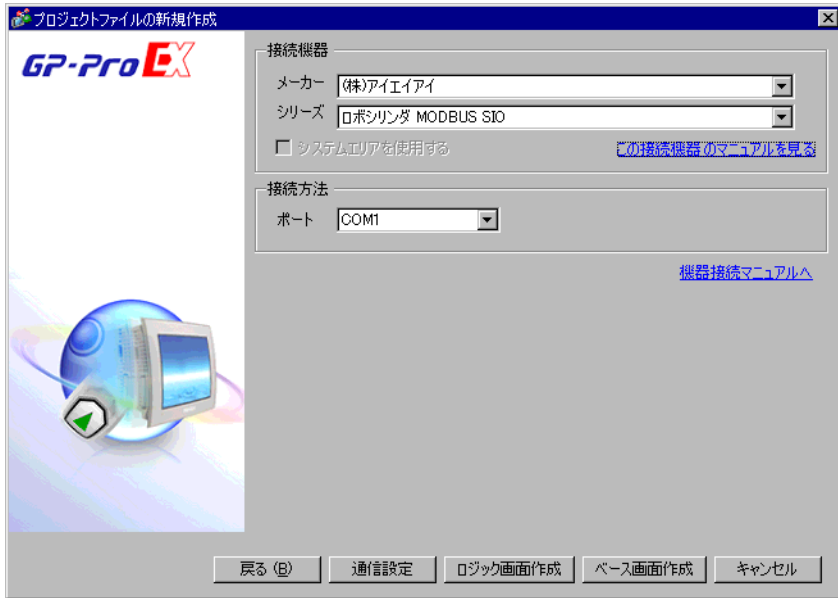 プロジェクトファイルの新規作成
GP-Pro EX
接続機器
メーカー (株)アイエイアイ
シリーズ ロボシリンダ MODBUS SIO
システムエリアを使用する この接続機器のマニュアルを見る
接続方法
ポート COM1
機器接続マニュアルへ
戻る (B) 通信設定 ロジック画面作成 ベース画面作成 キャンセル